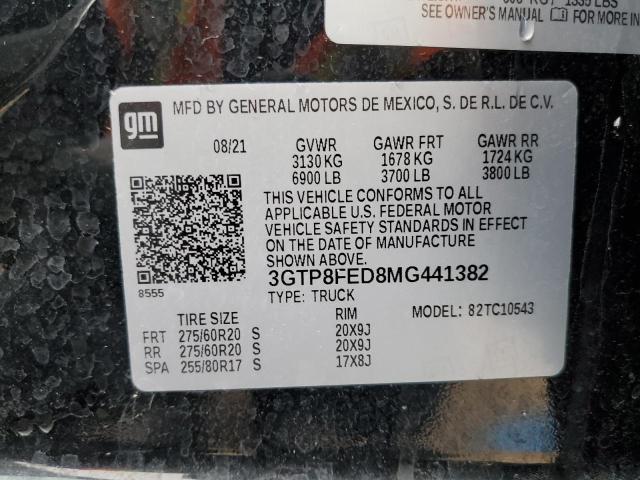 1335 LBS
SEE OWNER'S MANUAL FOR MORE IN
gm
MFD BY GENERAL MOTORS DE MEXICO, S. DE R.L. DE C.V.
08/21 GVWR GAWR FRT GAWR RR
3130 KG 1678 KG 1724 KG
6900 LB 3700 LB 3800 LB
THIS VEHICLE CONFORMS TO ALL
APPLICABLE U.S. FEDERAL MOTOR
VEHICLE SAFETY STANDARDS IN EFFECT
ON THE DATE OF MANUFACTURE
SHOWN ABOVE.
8555
3GTP8FED8MG441382
TYPE: TRUCK MODEL: 82TC10543
TIRE SIZE RIM
FRT 275/60R20 S 20X9J
RR 275/60R20 S 20X9J
SPA 255/80R17 S 17X8J